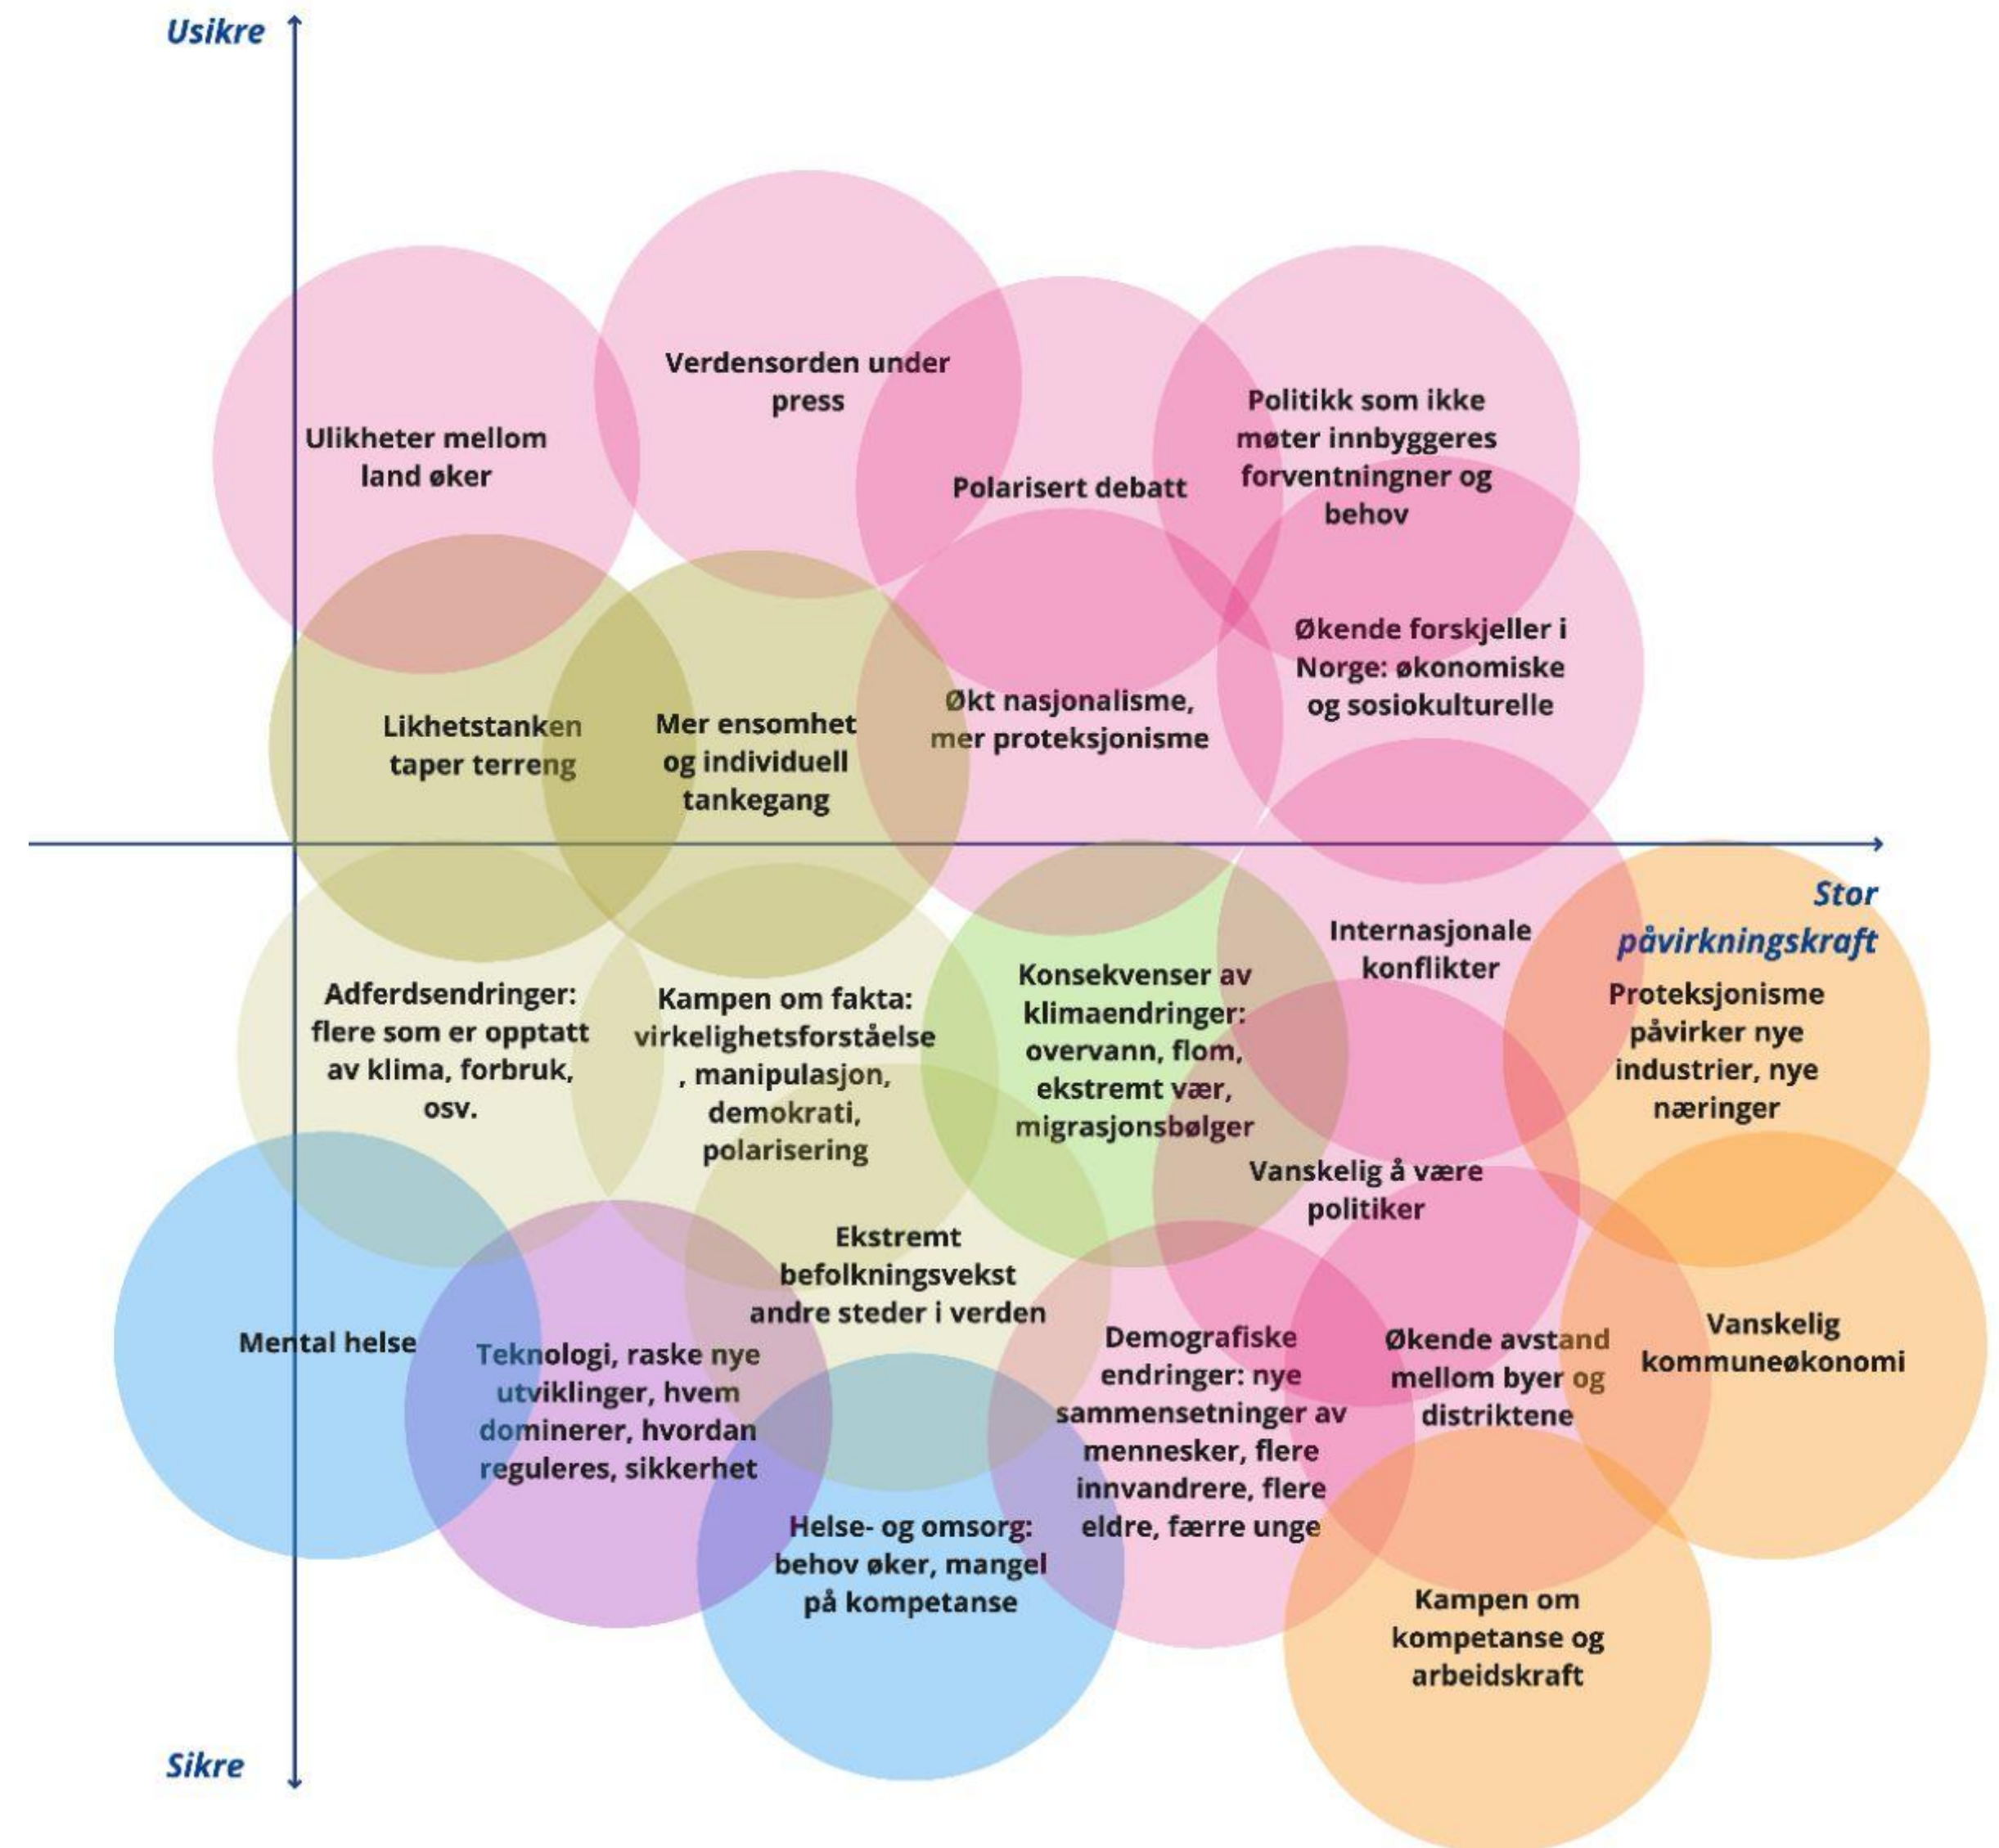 Usikre
Verdensorden under
press
Ulikheter mellom
land øker
Polarisert debatt
Politikk som ikke
møter innbyggeres
forventningner og
behov
Økende forskjeller i
Norge: økonomiske
og sosiokulturelle
Likhetstanken
taper terreng
Mer ensomhet
og individuell
tankegang
Økt nasjonalisme,
mer proteksjonisme
Stor
påvirkningskraft
Adferdsendringer:
flere som er opptatt
av klima, forbruk,
osv.
Kampen om fakta:
virkelighetsforståelse
, manipulasjon,
demokrati,
polarisering
Konsekvenser av
klimaendringer:
overvann, flom,
ekstremt vær,
migrasjonsbølger
Internasjonale
konflikter
Proteksjonisme
påvirker nye
industrier, nye
næringer
Vanskelig å være
politiker
Ekstremt
befolkningsvekst
andre steder i verden
Mental helse
Teknologi, raske nye
utviklinger, hvem
dominerer, hvordan
reguleres, sikkerhet
Demografiske
endringer: nye
sammensetninger av
mennesker, flere
innvandrere, flere
eldre, færre unge
Økende avstand
mellom byer og
distriktene
Vanskelig
kommuneøkonomi
Helse- og omsorg:
behov øker, mangel
på kompetanse
Kampen om
kompetanse og
arbeidskraft
Sikre